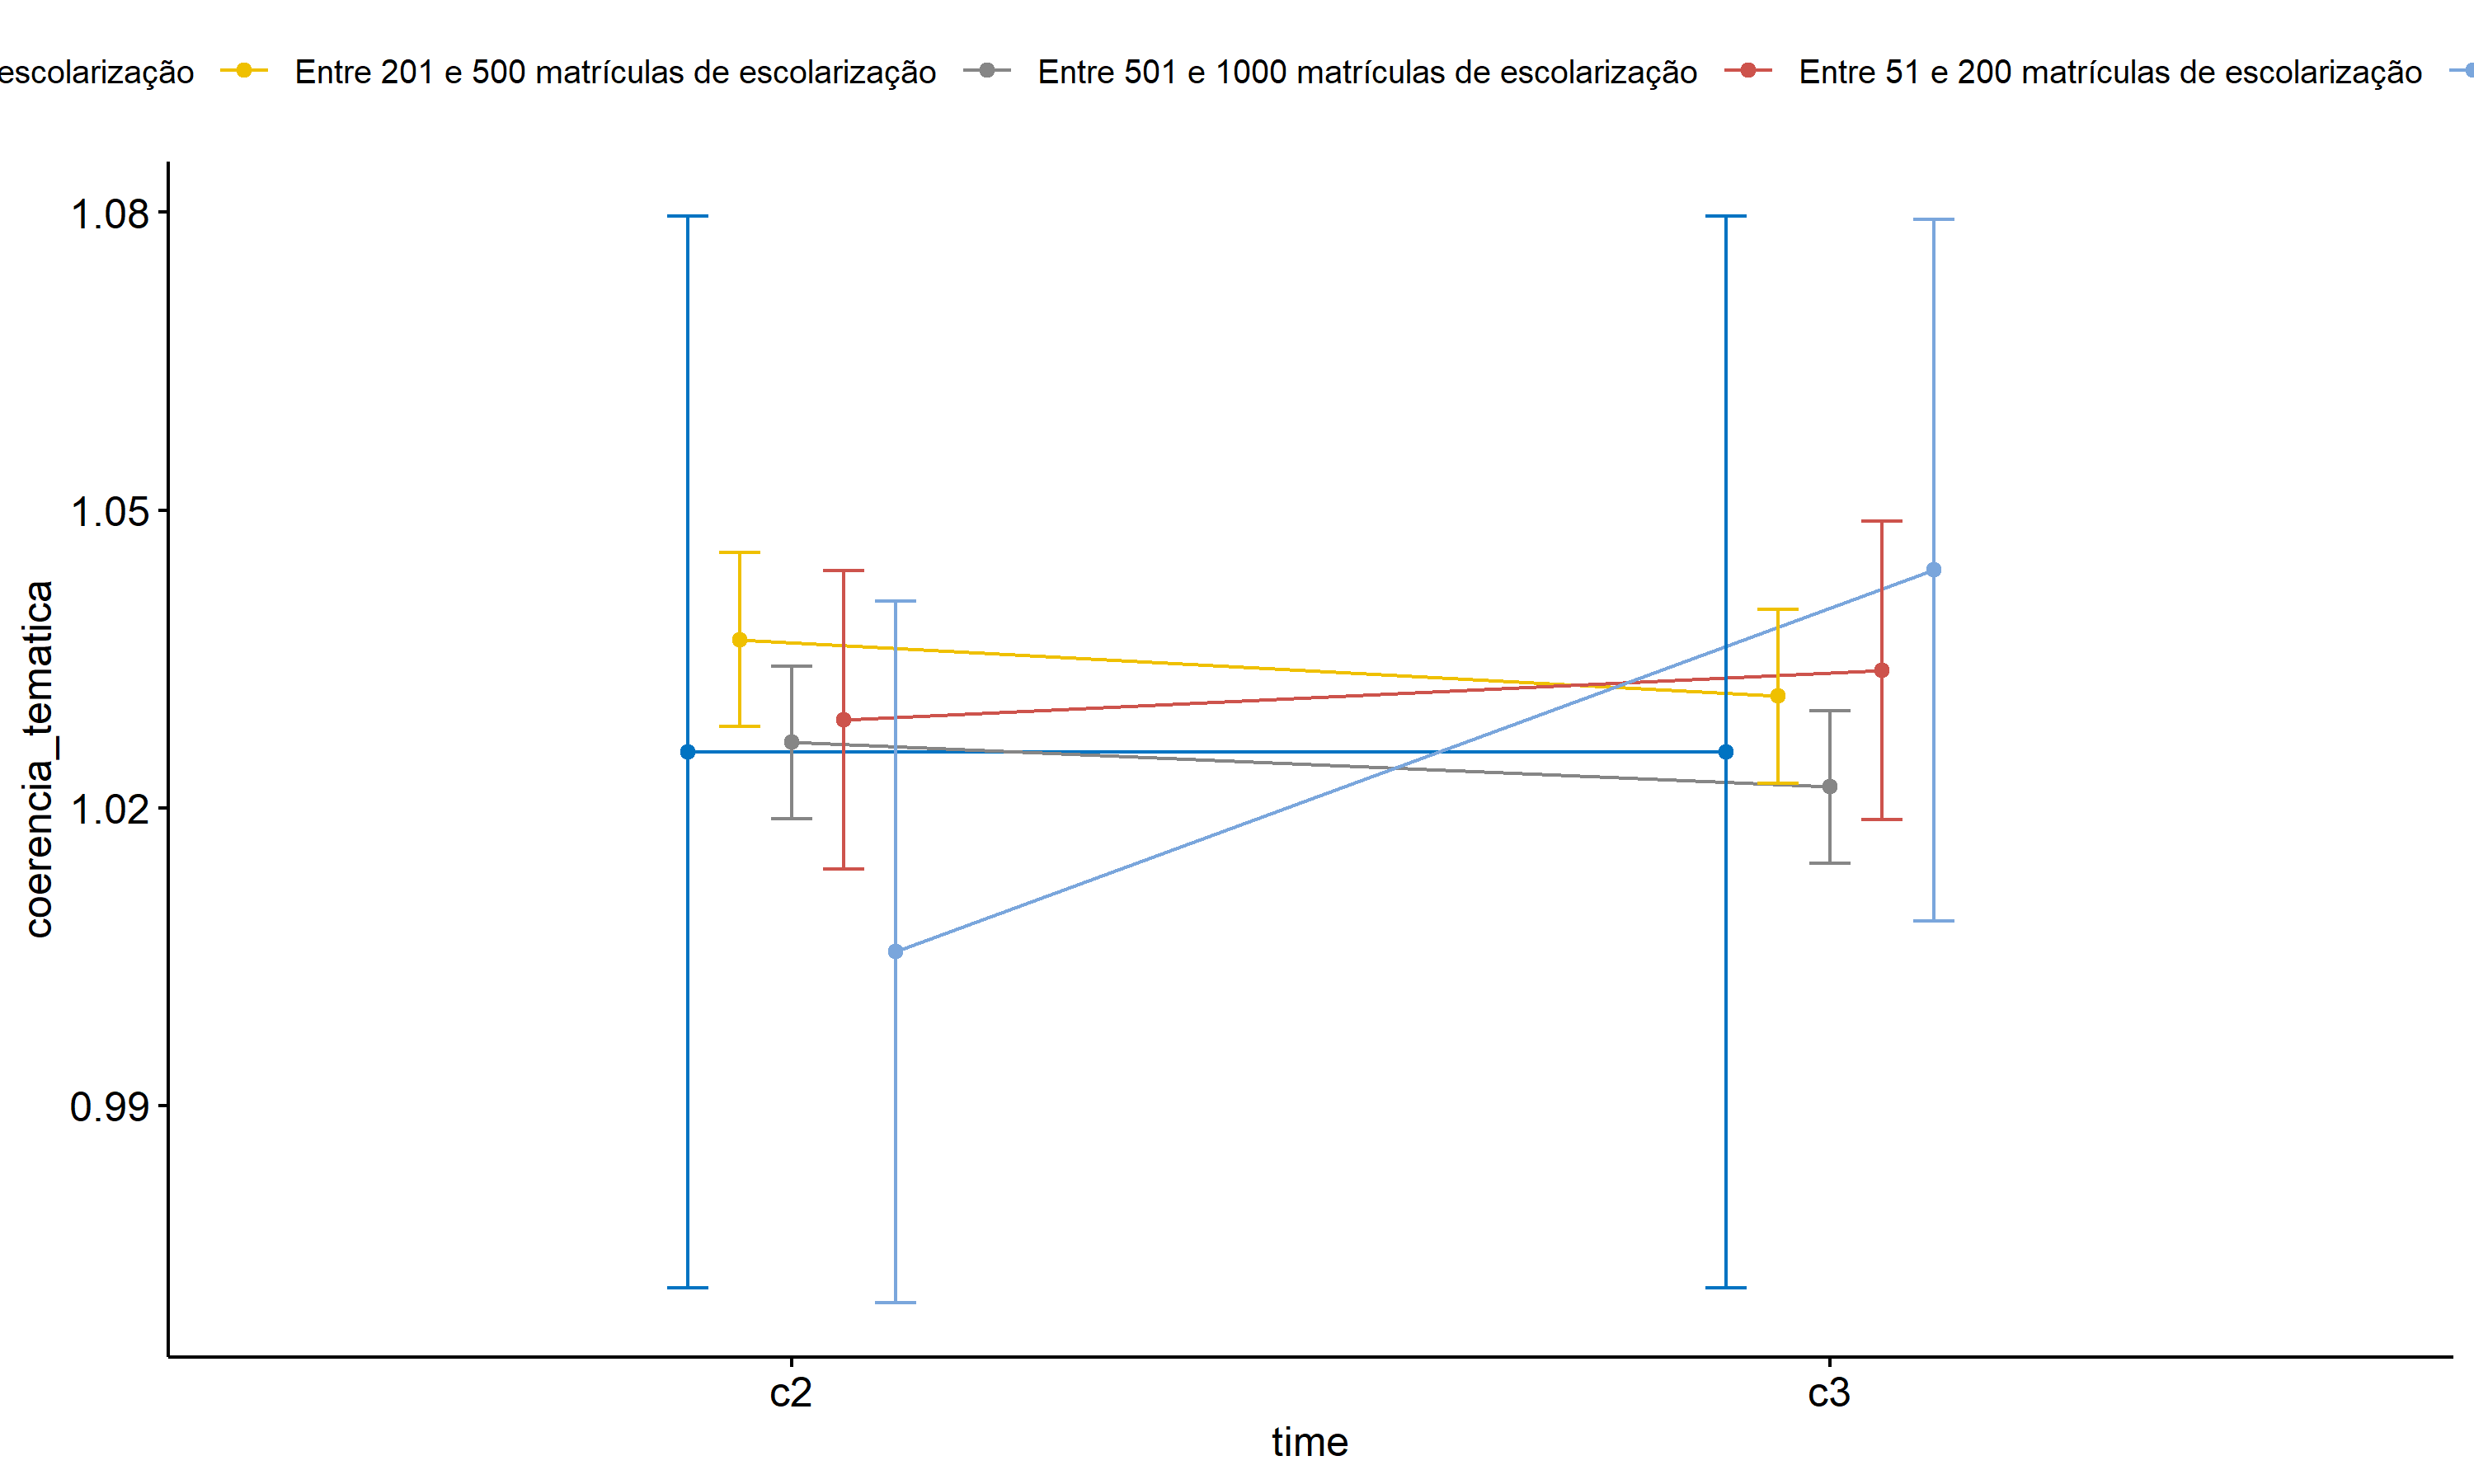 escolarização Entre 201 e 500 matrículas de escolarização Entre 501 e 1000 matrículas de escolarização Entre 51 e 200 matrículas de escolarização
1.08
1.05
1.02
0.99
coerencia_tematica
c2 c3
time